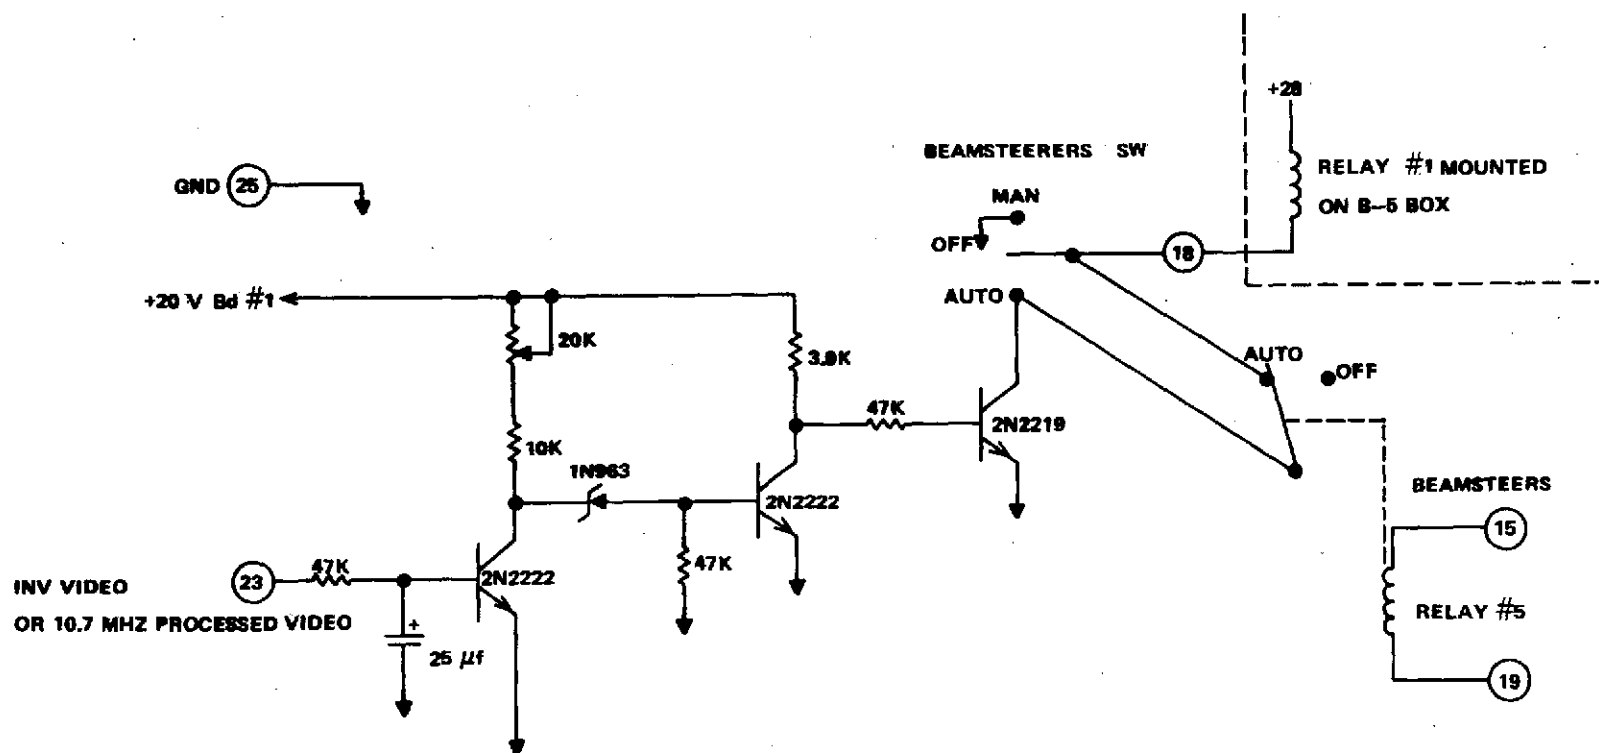 +28
BEAMSTEERERS SW
RELAY #1 MOUNTED
ON B-5 BOX
GND 25
MAN
OFF
18
+20 V Bd #1
AUTO
20K
3.9K
AUTO
OFF
47K
2N2219
10K
1N963
2N2222
BEAMSTEERS
15
47K
23
47K
2N2222
INV VIDEO
OR 10.7 MHZ PROCESSED VIDEO
+
25 µf
RELAY #5
19